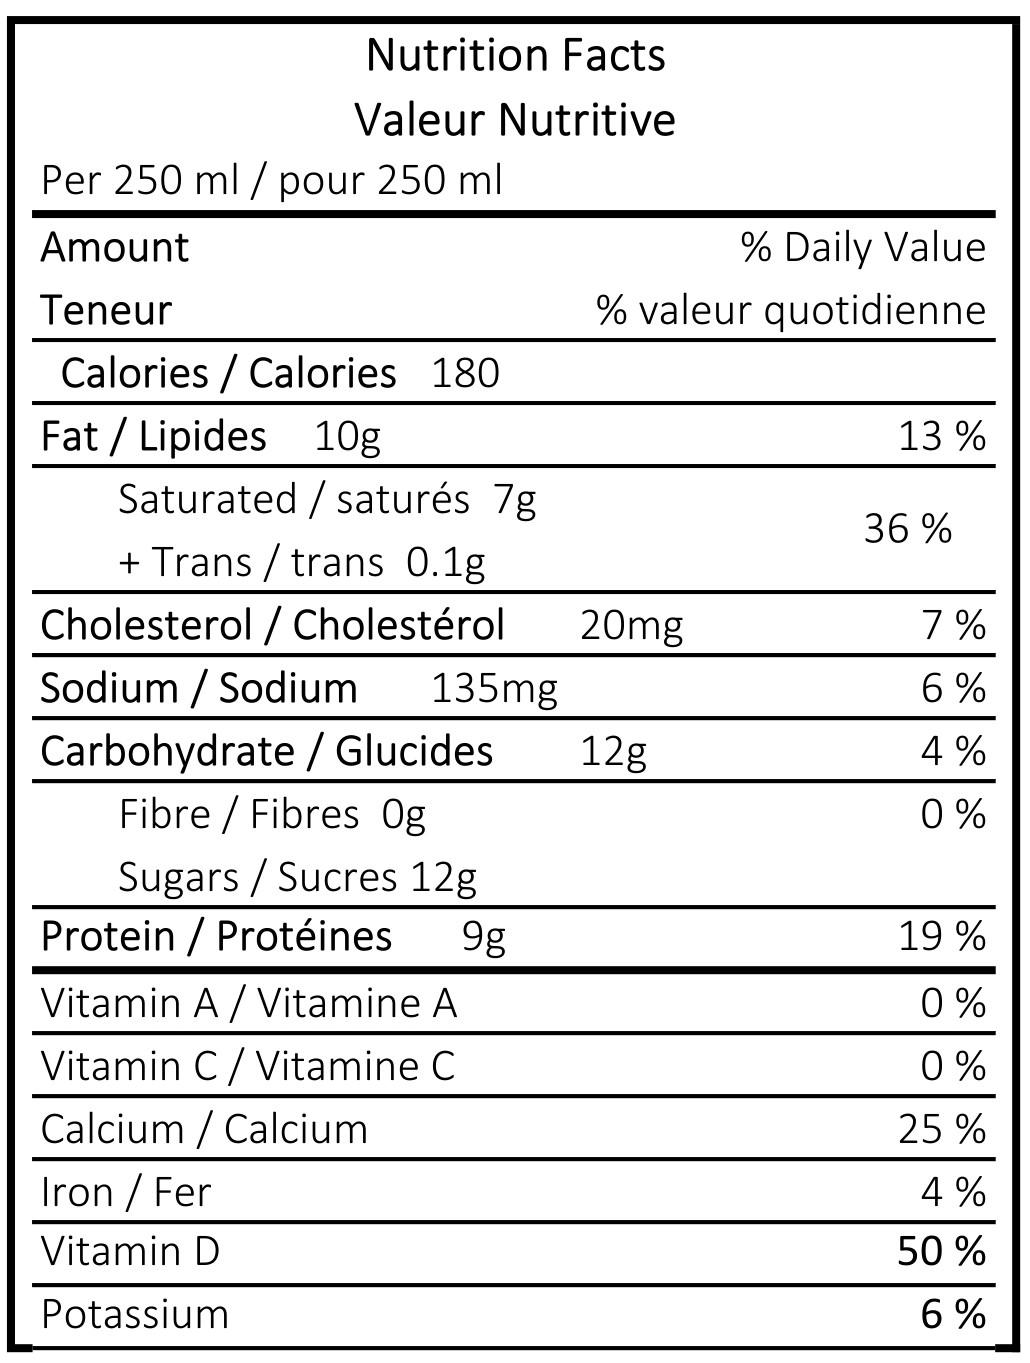 Nutrition Facts
Valeur Nutritive
Per 250 ml / pour 250 ml
Amount % Daily Value
Teneur % valeur quotidienne
Calories / Calories 180
Fat / Lipides 10g 13 %
Saturated / saturés 7g
36 %
+ Trans / trans 0.1g
Cholesterol / Cholestérol 20mg 7 %
Sodium / Sodium 135mg 6 %
Carbohydrate / Glucides 12g 4 %
Fibre / Fibres 0g 0 %
Sugars / Sucres 12g
Protein / Protéines 9g 19 %
Vitamin A / Vitamine A 0 %
Vitamin C / Vitamine C 0 %
Calcium / Calcium 25 %
Iron / Fer 4 %
Vitamin D 50 %
Potassium 6 %